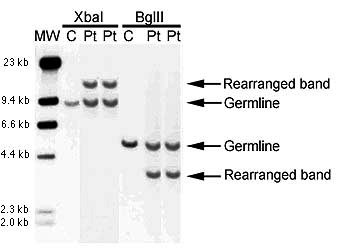 XbaI BglII
MW C Pt Pt C Pt Pt
23 kb
Rearranged band
9.4 kb
Germline
6.6 kb
Germline
4.4 kb
Rearranged band
2.3 kb
2.0 kb